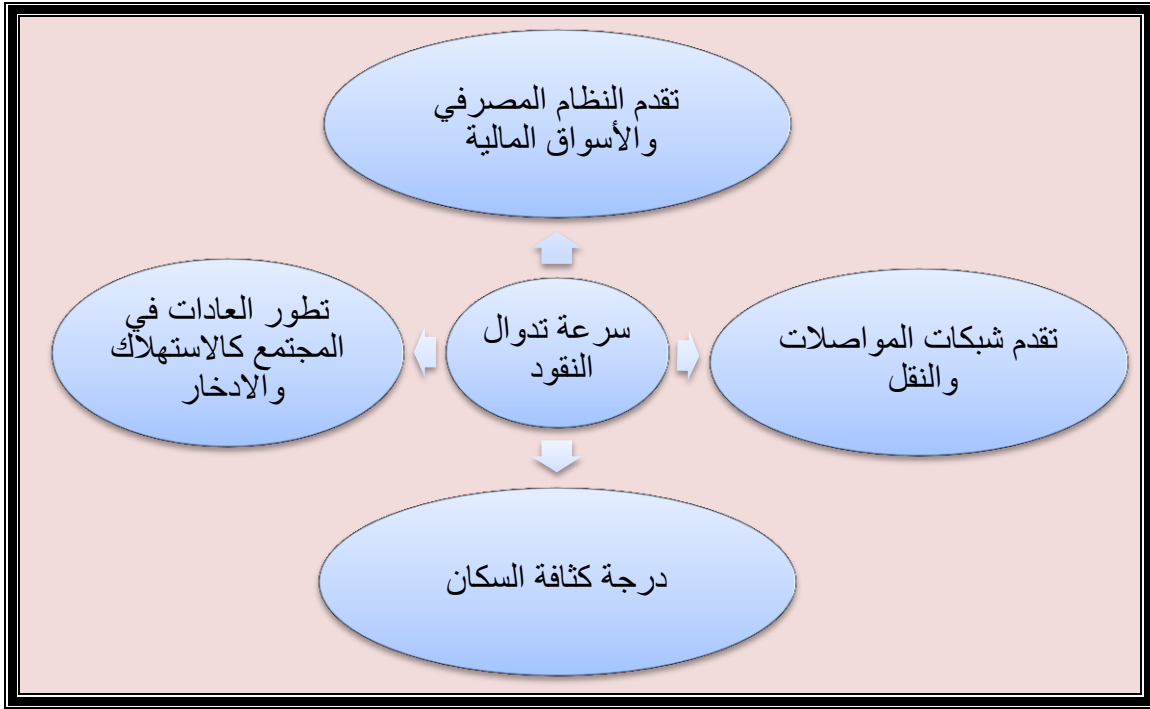 تقدم النظام المصرفي
والأسواق المالية
تقدم شبكات المواصلات
والنقل
سرعة تدوال
النقود
تطور العادات في
المجتمع كالاستهلاك
والادخار
درجة كثافة السكان